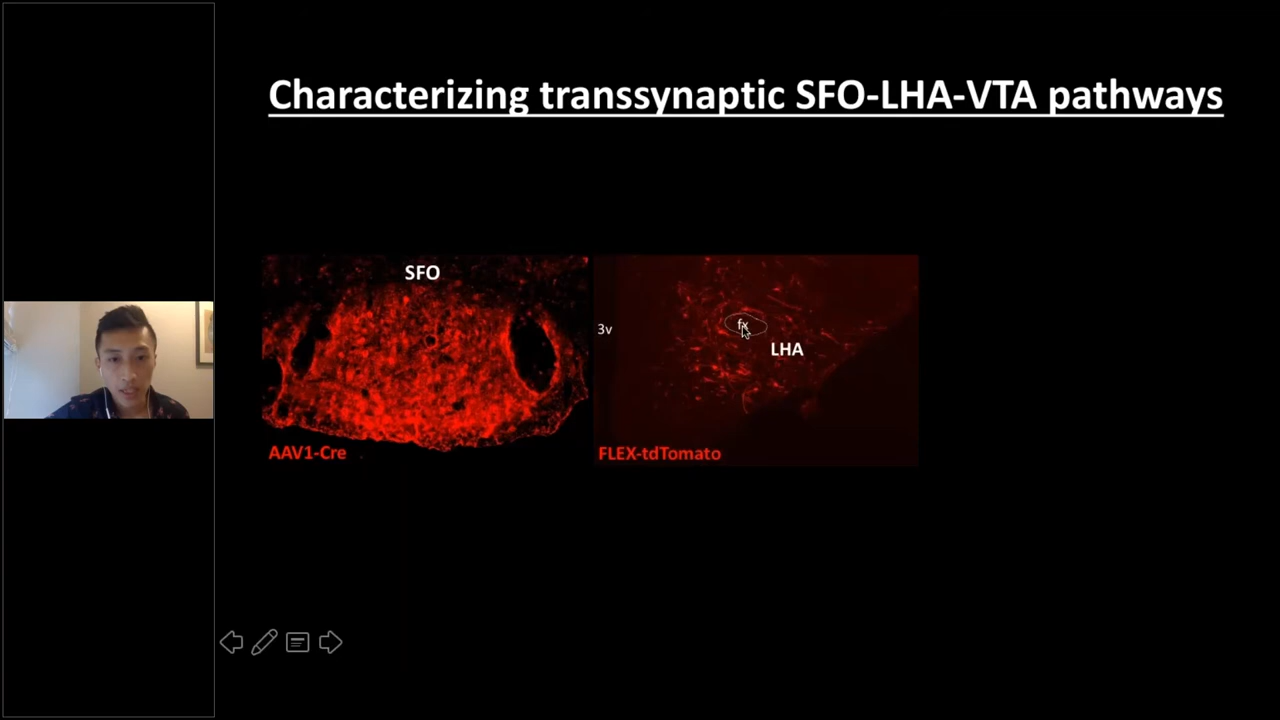 Characterizing transsynaptic SFO-LHA-VTA pathways
SFO
3v
fx
LHA
AAV1-Cre
FLEX-tdTomato